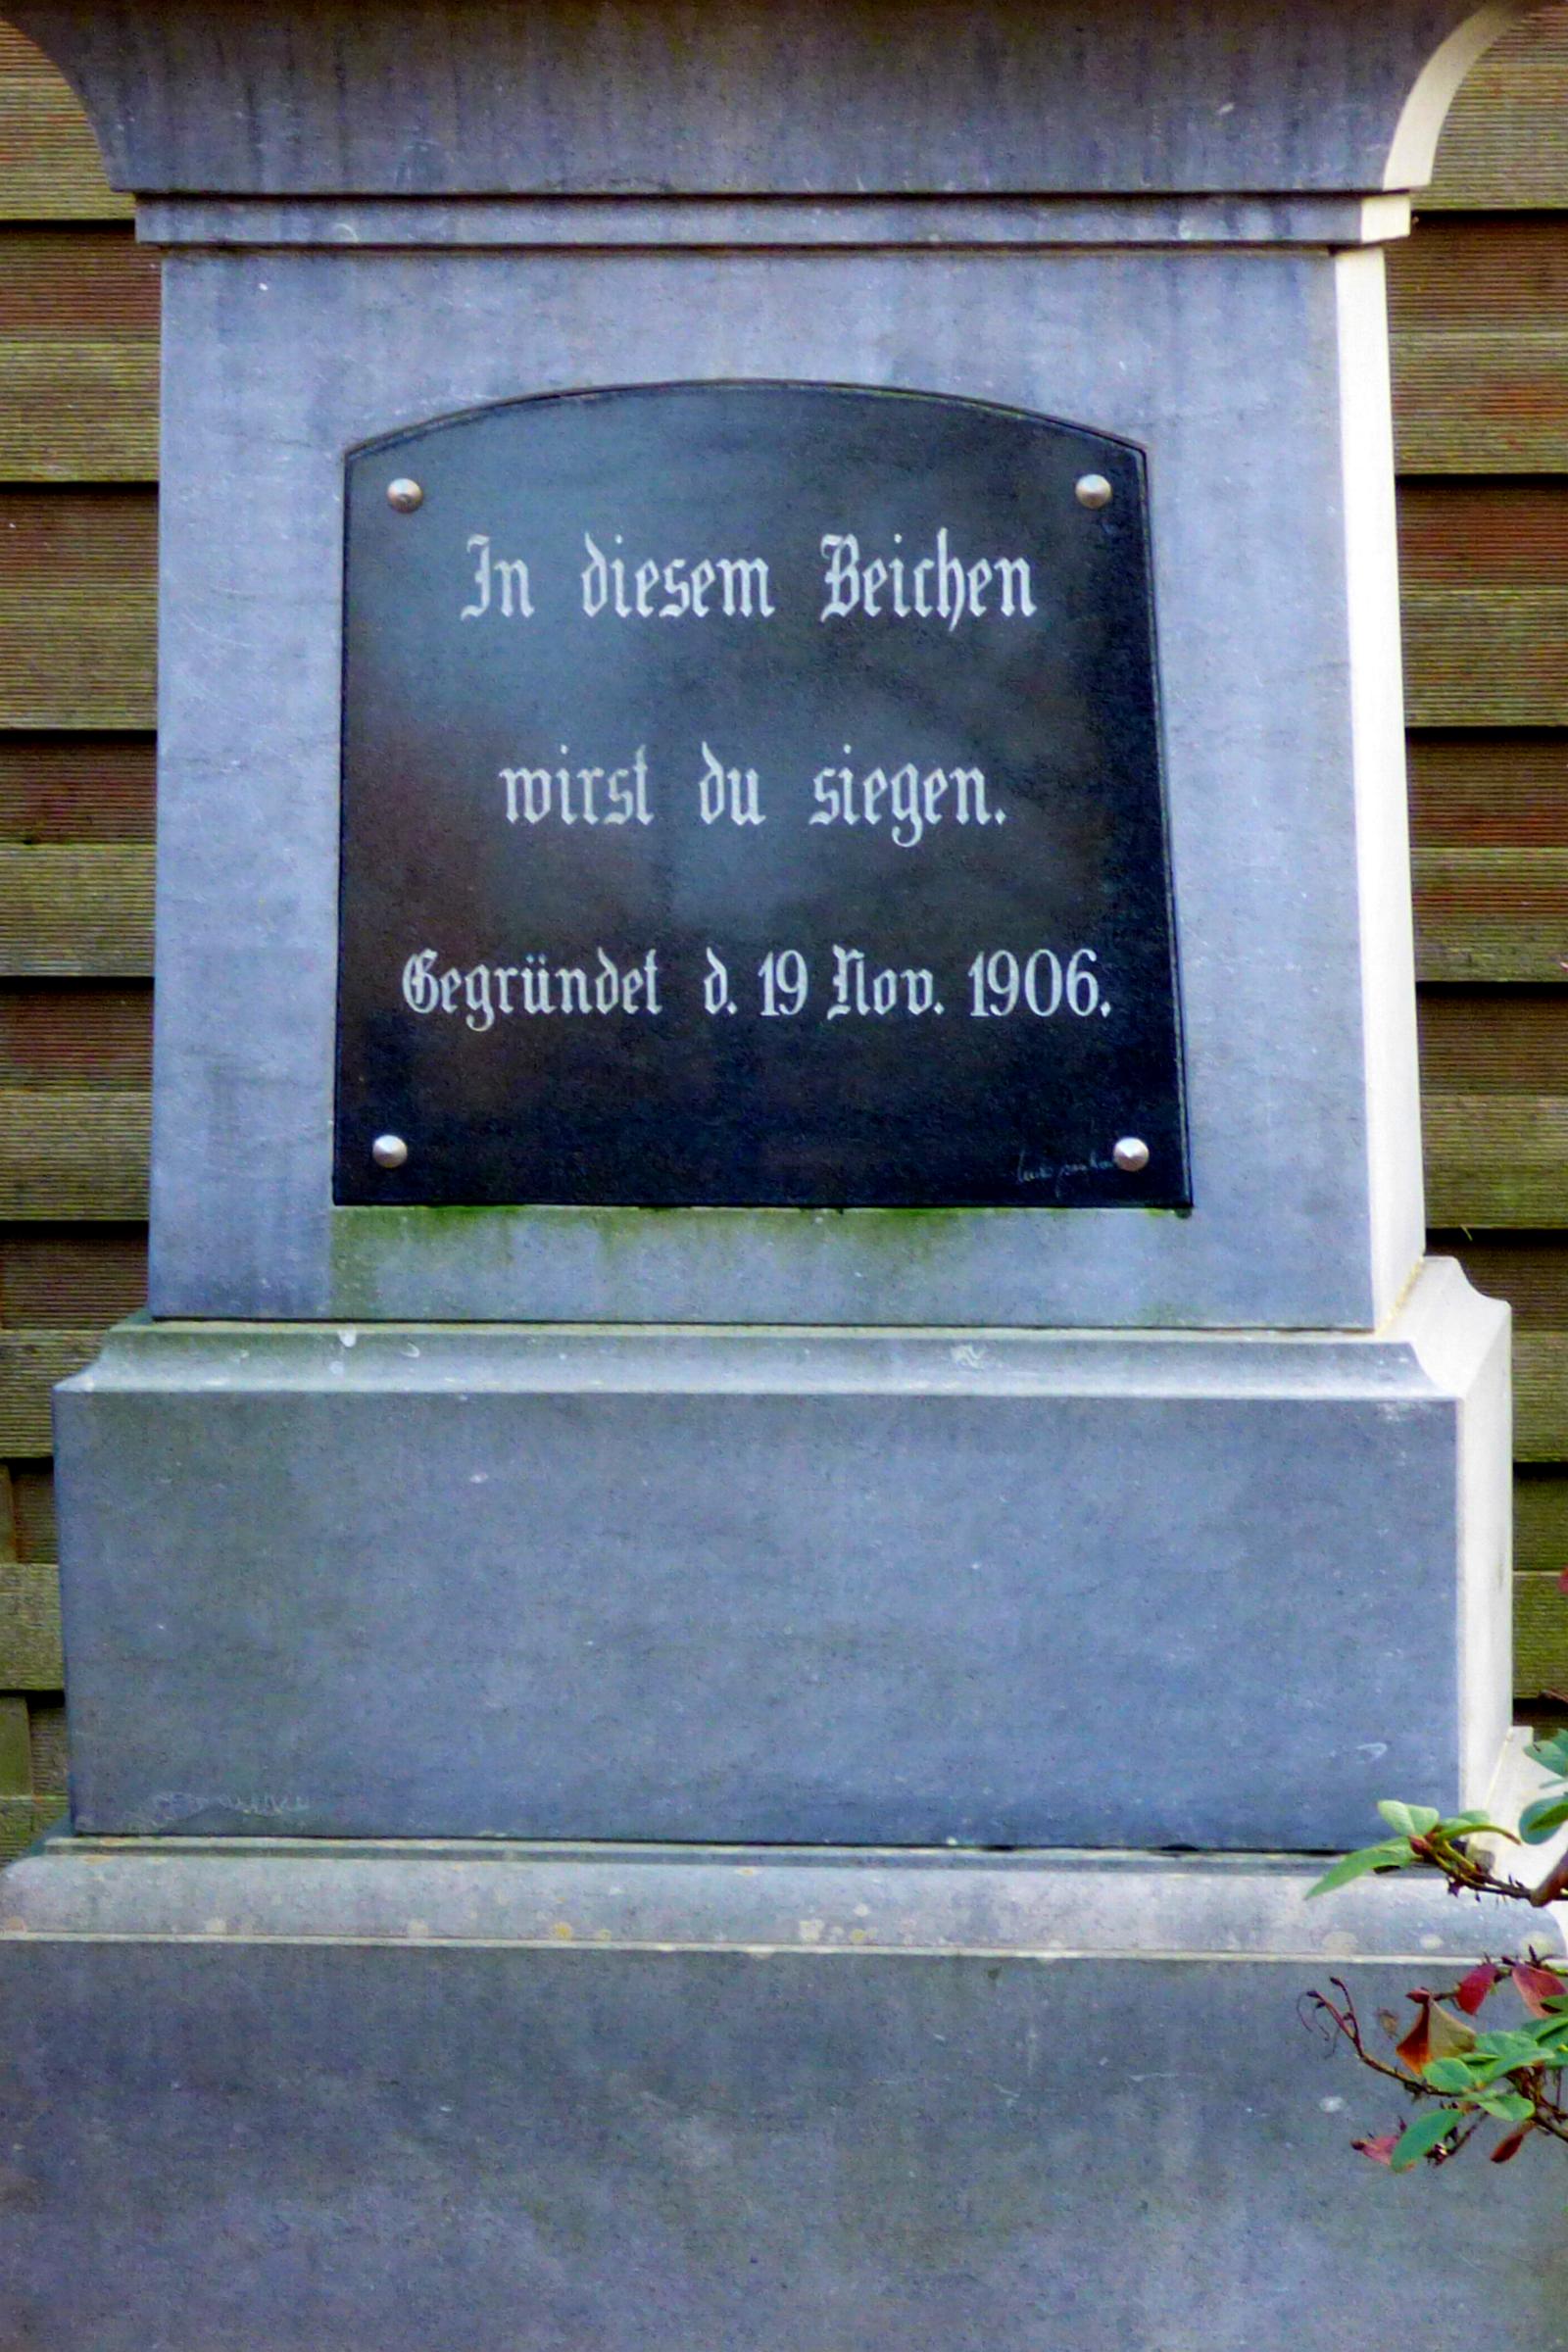 In diesem Beichen
wirst du siegen.
Gegründet d. 19 Nov. 1906.